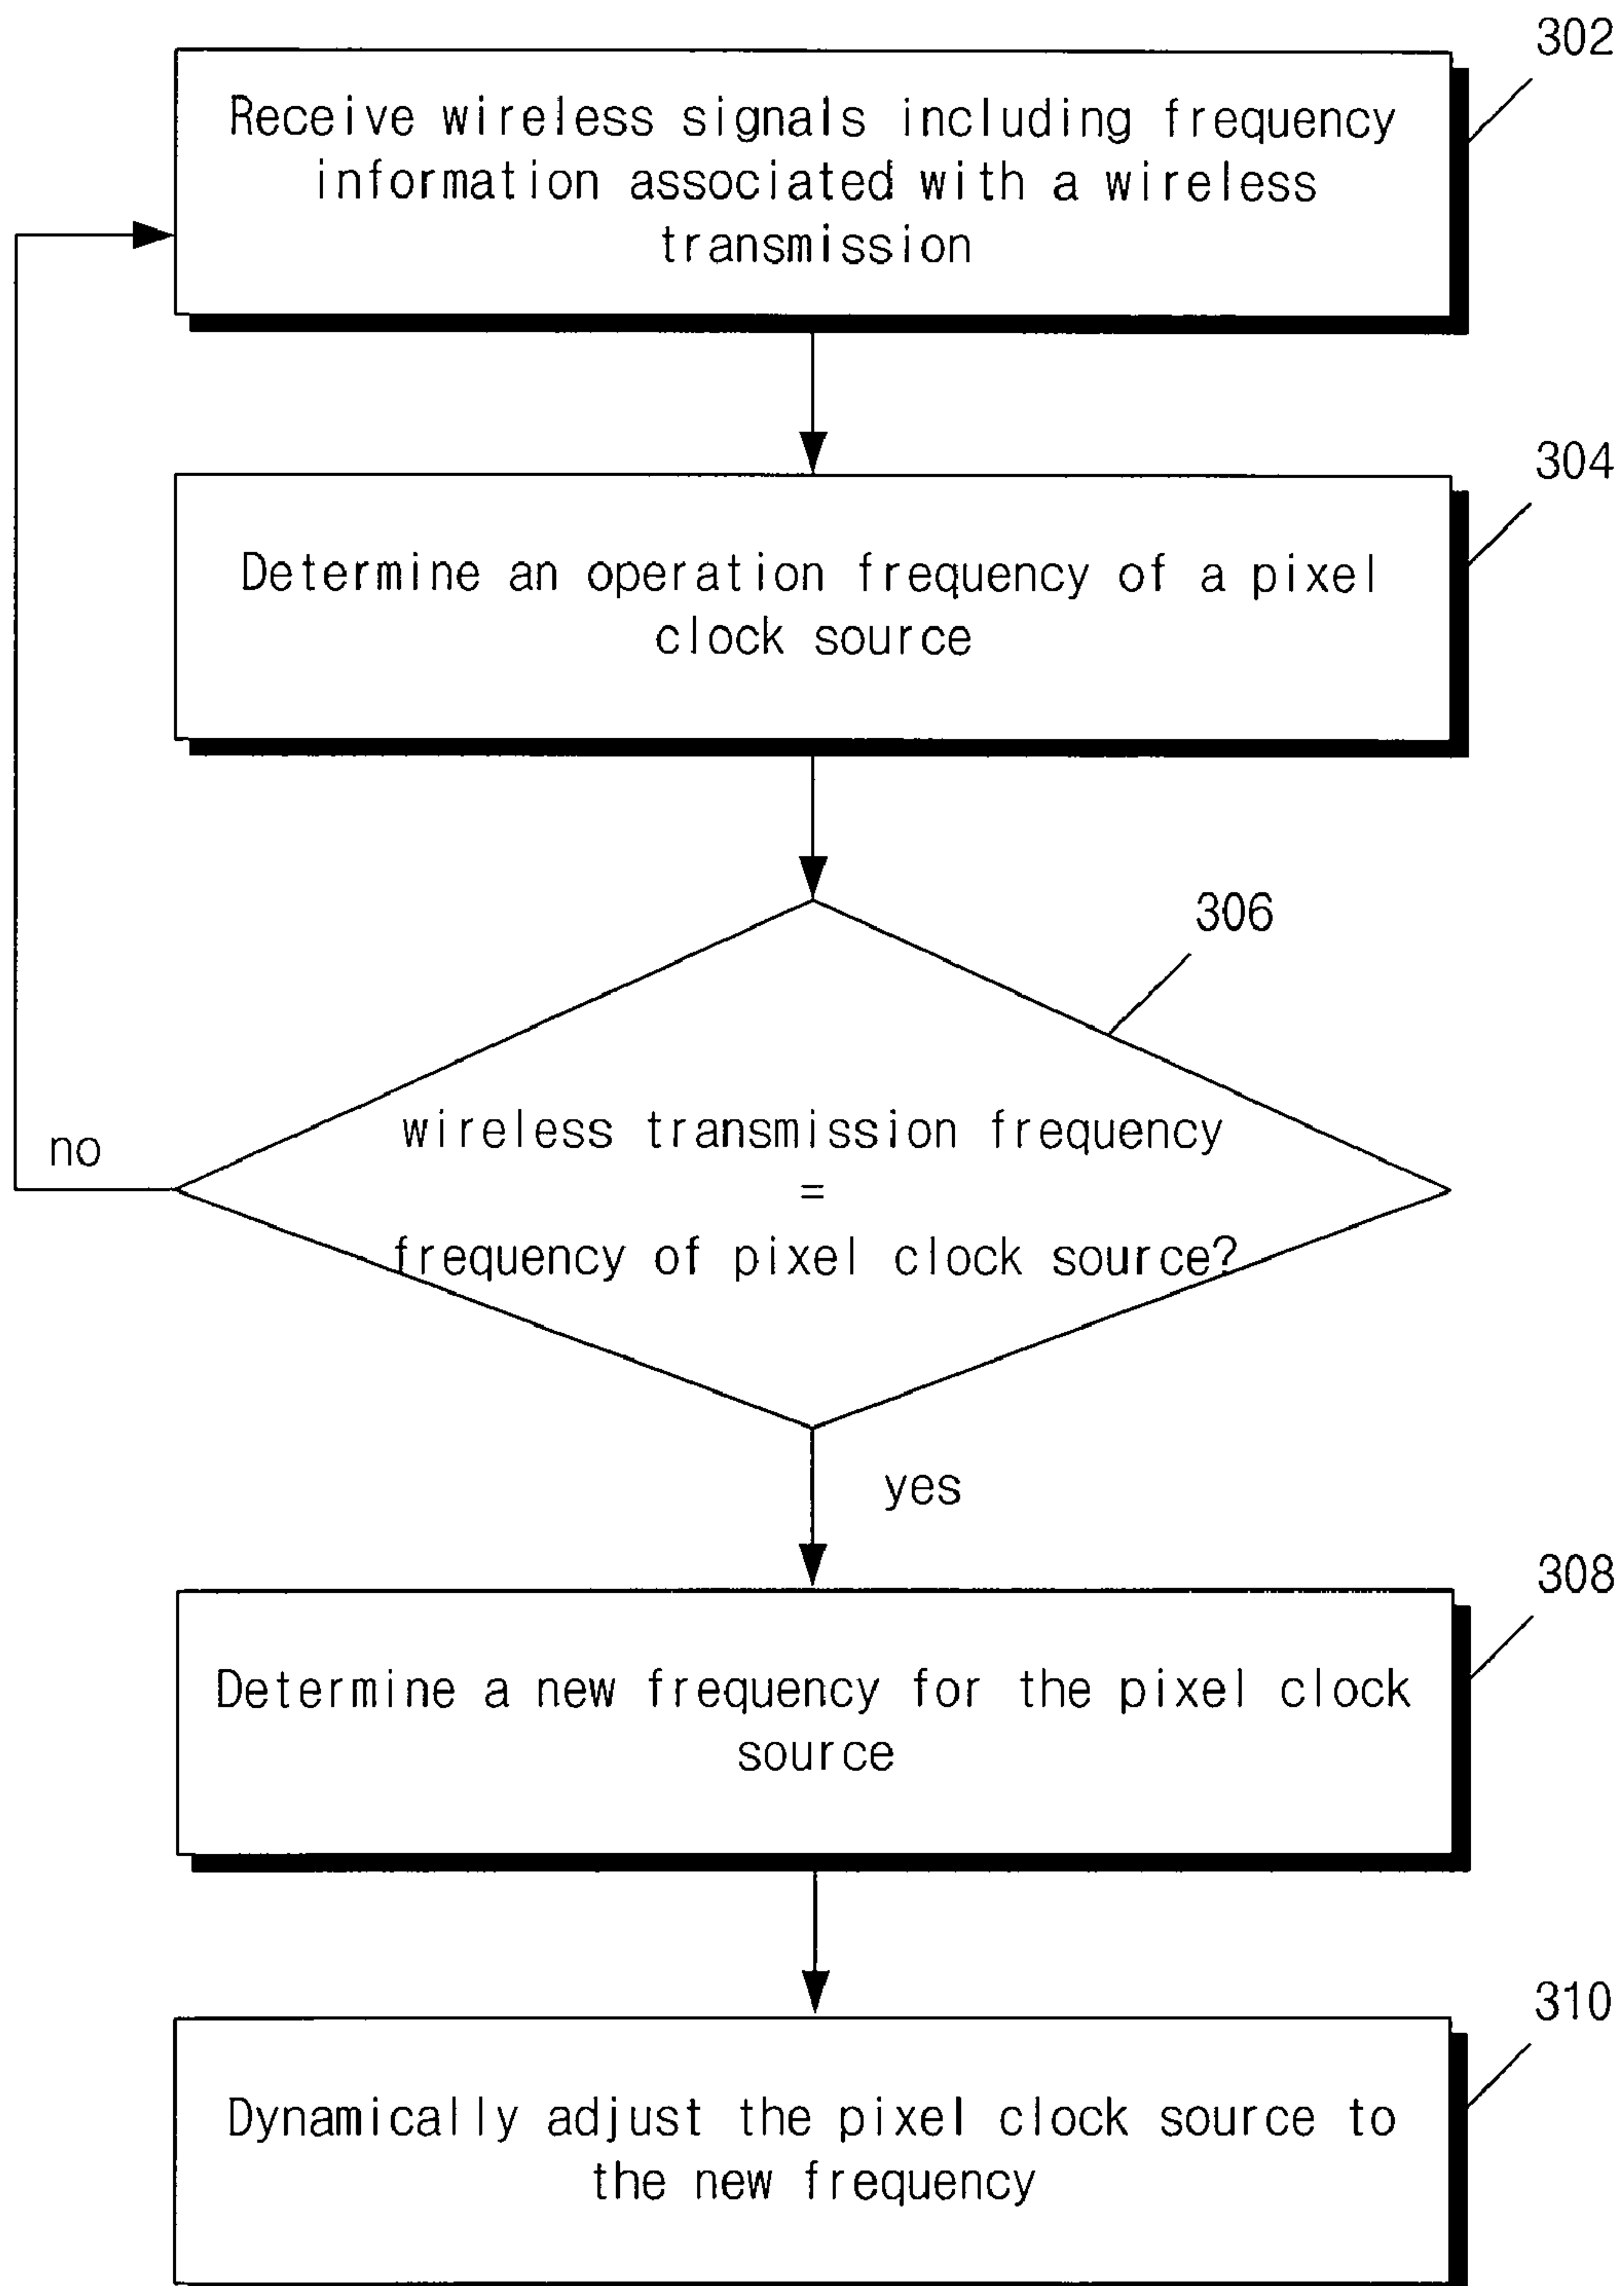 302
Receive wireless signals including frequency
information associated with a wireless
transmission
304
Determine an operation frequency of a pixel
clock source
306
wireless transmission frequency
=
frequency of pixel clock source?
no
yes
308
Determine a new frequency for the pixel clock
source
310
Dynamically adjust the pixel clock source to
the new frequency